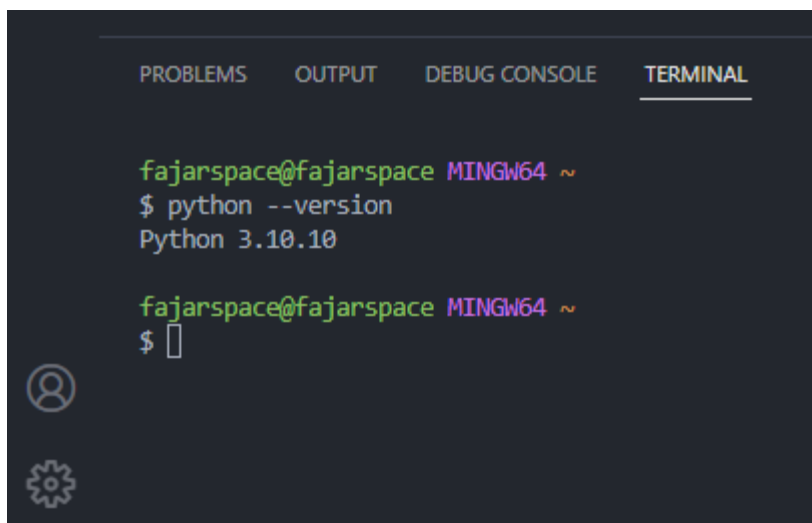 PROBLEMS OUTPUT DEBUG CONSOLE TERMINAL
fajarspace@fajarspace MINGW64 ~
$ python --version
Python 3.10.10
fajarspace@fajarspace MINGW64 ~
$